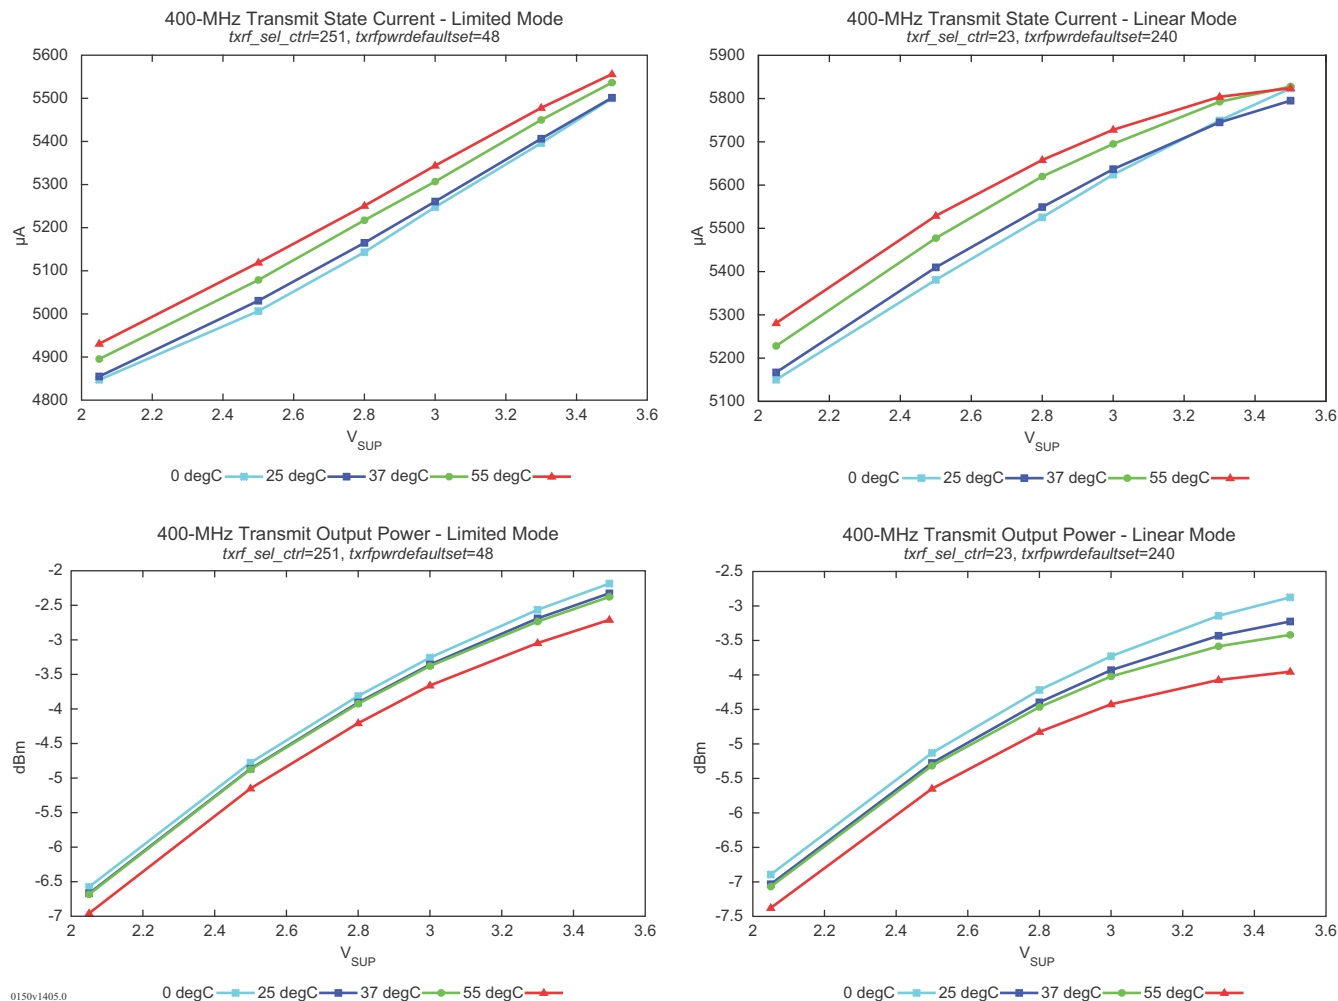 400-MHz Transmit State Current - Limited Mode
txrf_sel_ctrl=251, txrfpwrdefaultset=48
5600
5500
5400
5300
5200
5100
5000
4900
4800
µA
2 2.2 2.4 2.6 2.8 3 3.2 3.4 3.6
VSUP
0 degC 25 degC 37 degC 55 degC
400-MHz Transmit State Current - Linear Mode
txrf_sel_ctrl=23, txrfpwrdefaultset=240
5900
5800
5700
5600
5500
5400
5300
5200
5100
µA
2 2.2 2.4 2.6 2.8 3 3.2 3.4 3.6
VSUP
0 degC 25 degC 37 degC 55 degC
400-MHz Transmit Output Power - Limited Mode
txrf_sel_ctrl=251, txrfpwrdefaultset=48
-2
-2.5
-3
-3.5
-4
-4.5
-5
-5.5
-6
-6.5
-7
dBm
2 2.2 2.4 2.6 2.8 3 3.2 3.4 3.6
VSUP
0 degC 25 degC 37 degC 55 degC
400-MHz Transmit Output Power - Linear Mode
txrf_sel_ctrl=23, txrfpwrdefaultset=240
-2.5
-3
-3.5
-4
-4.5
-5
-5.5
-6
-6.5
-7
-7.5
dBm
2 2.2 2.4 2.6 2.8 3 3.2 3.4 3.6
VSUP
0 degC 25 degC 37 degC 55 degC
0150v1405.0